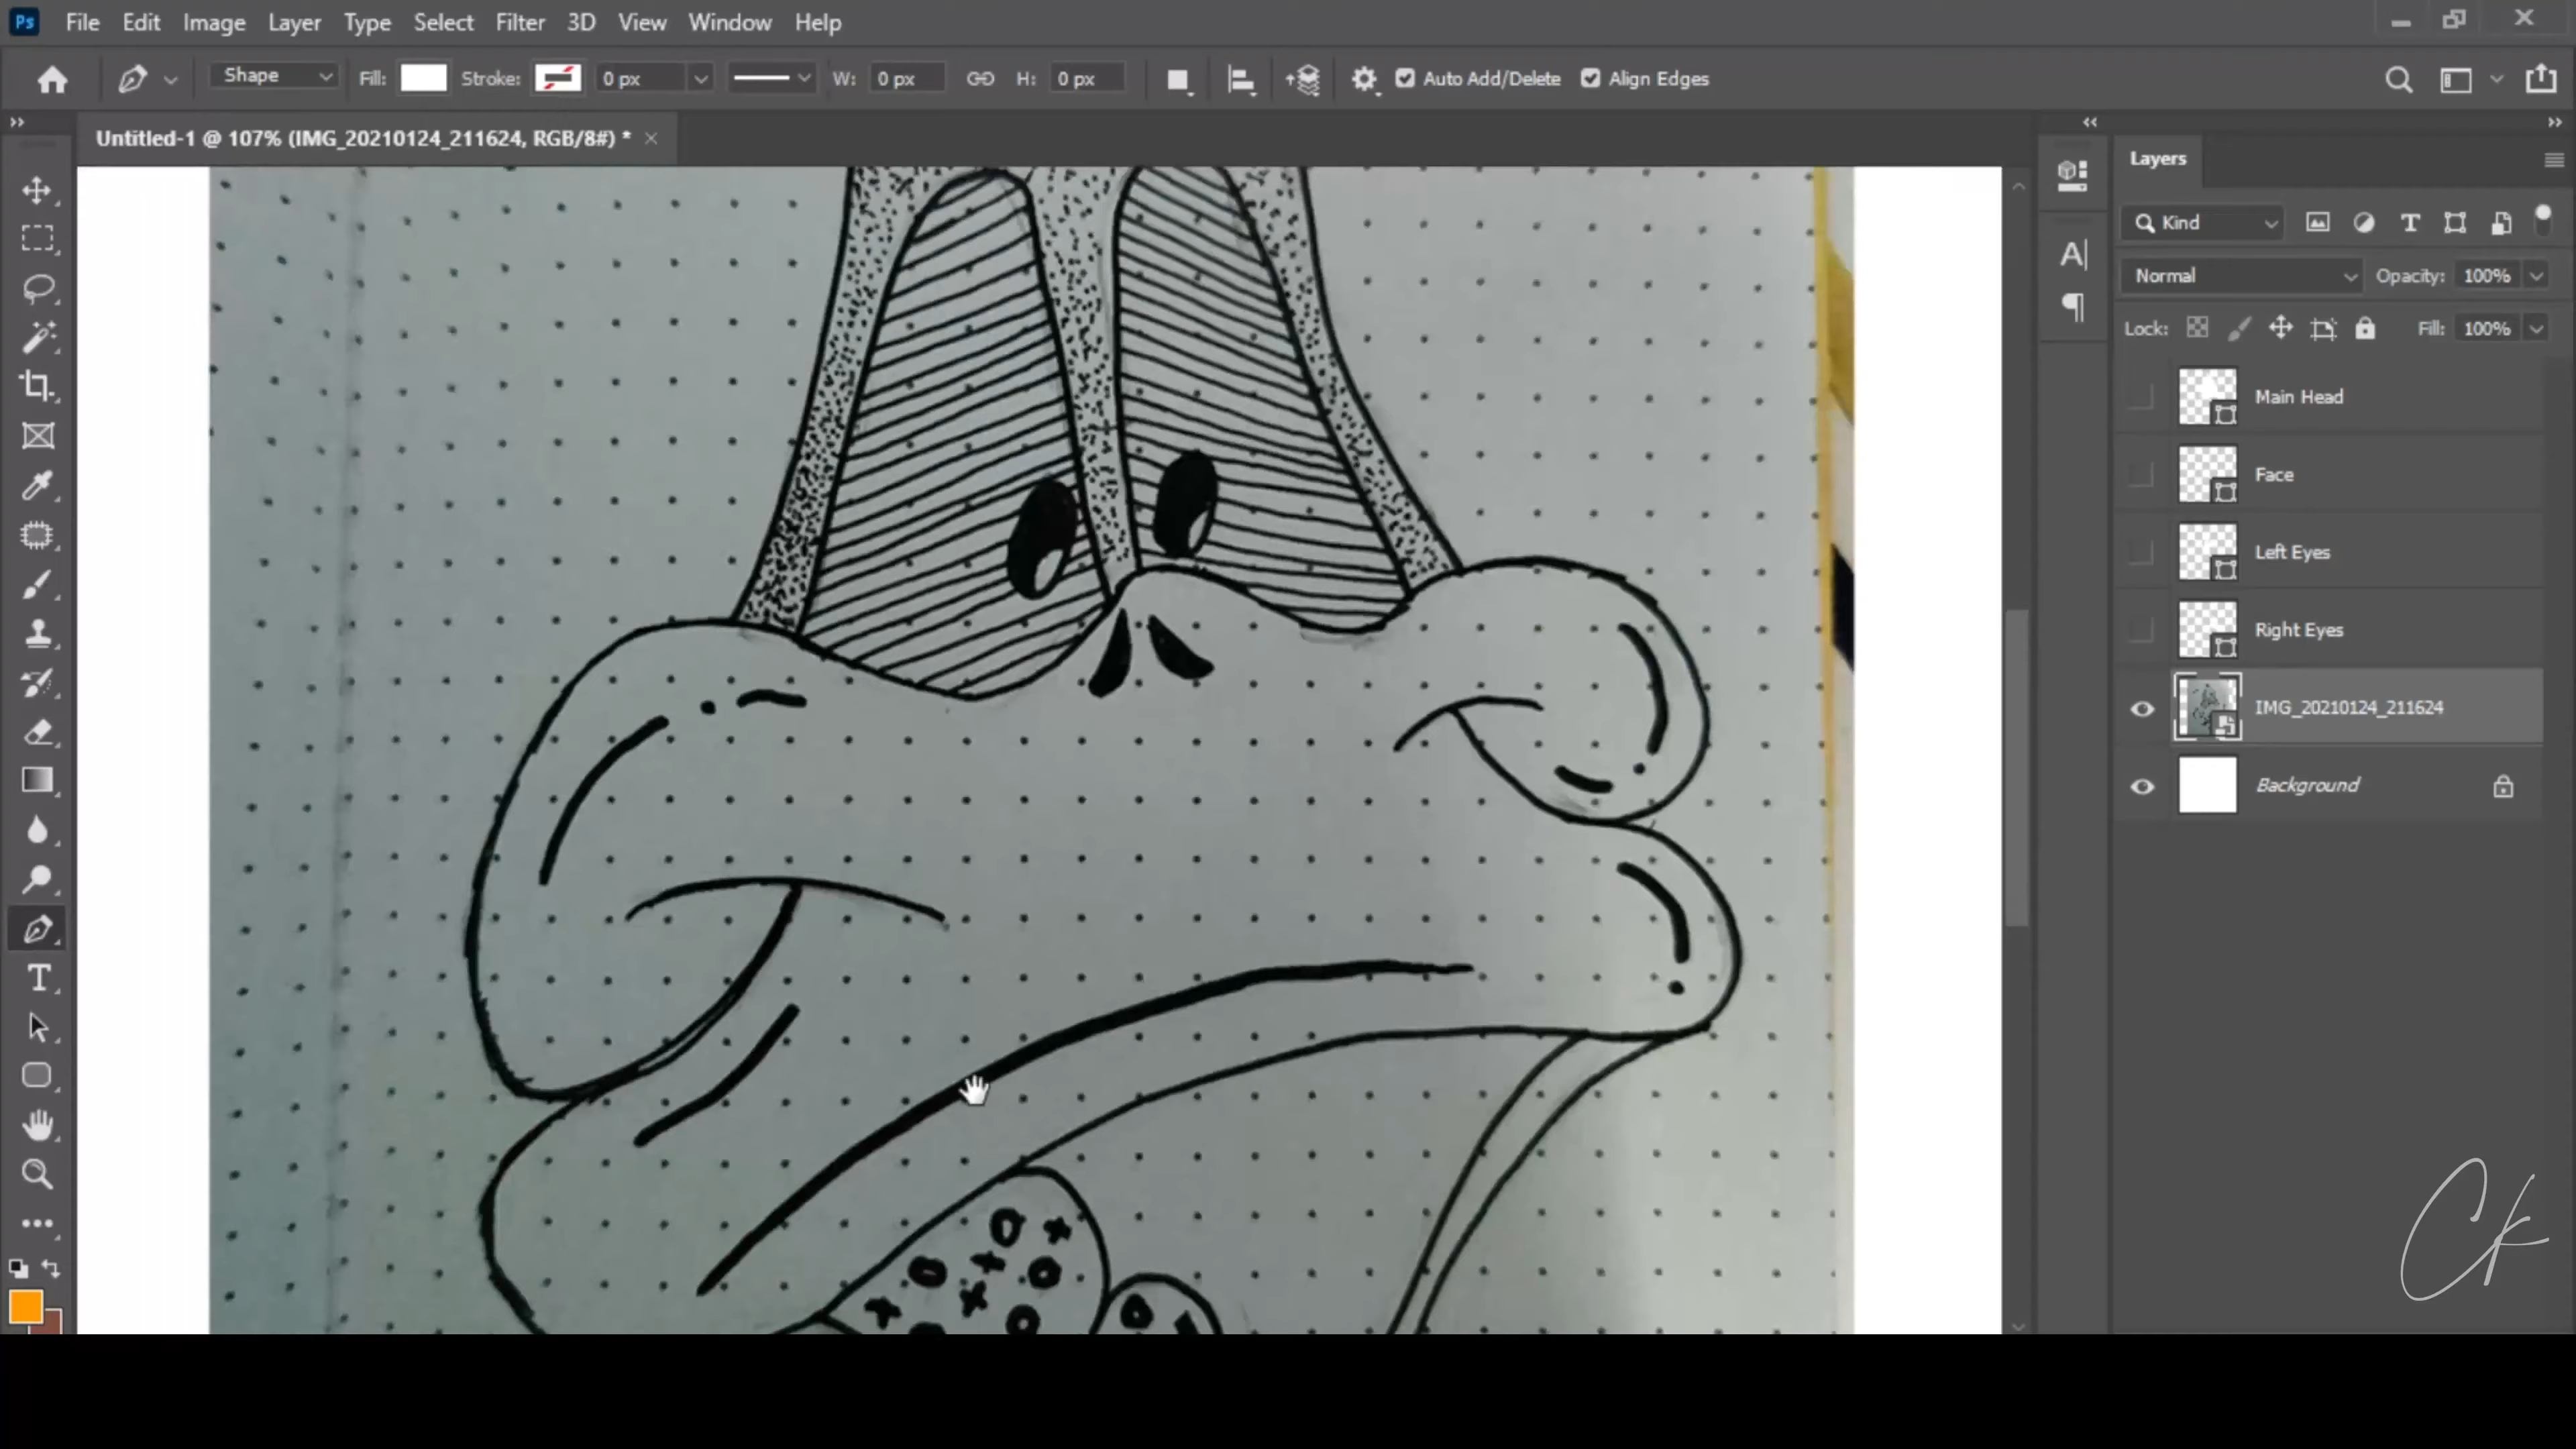 Ps File Edit Image Layer Type Select Filter 3D View Window Help
Shape Fill: Stroke: 0 px W: 0 px H: 0 px Auto Add/Delete Align Edges
Untitled-1 @ 107% (IMG_20210124_211624, RGB/8#) *
Layers
Kind
Normal Opacity: 100%
Lock: Fill: 100%
Main Head
Face
Left Eyes
Right Eyes
IMG_20210124_211624
Background
Ck